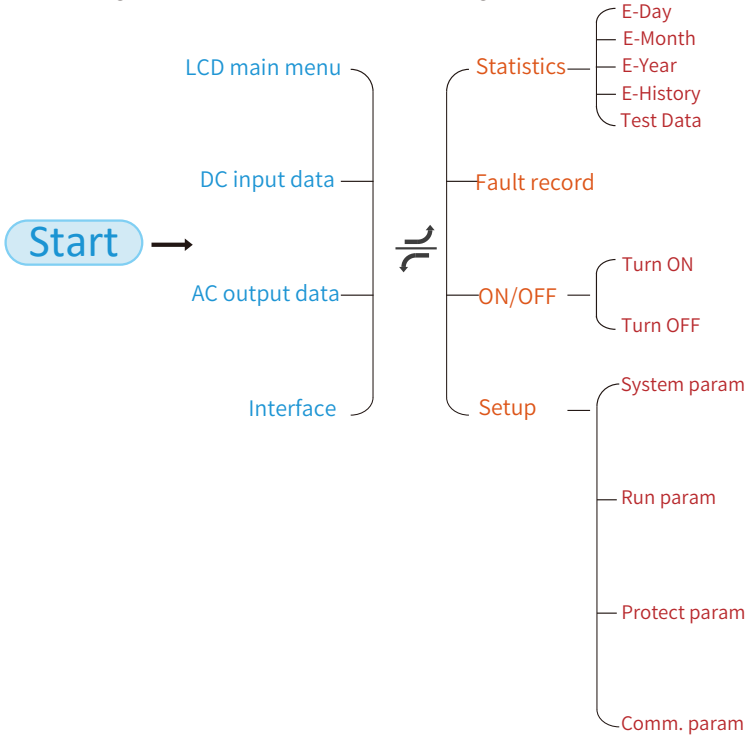 Start
LCD main menu
DC input data
AC output data
Interface
Statistics
E-Day
E-Month
E-Year
E-History
Test Data
Fault record
ON/OFF
Turn ON
Turn OFF
Setup
System param
Run param
Protect param
Comm. param